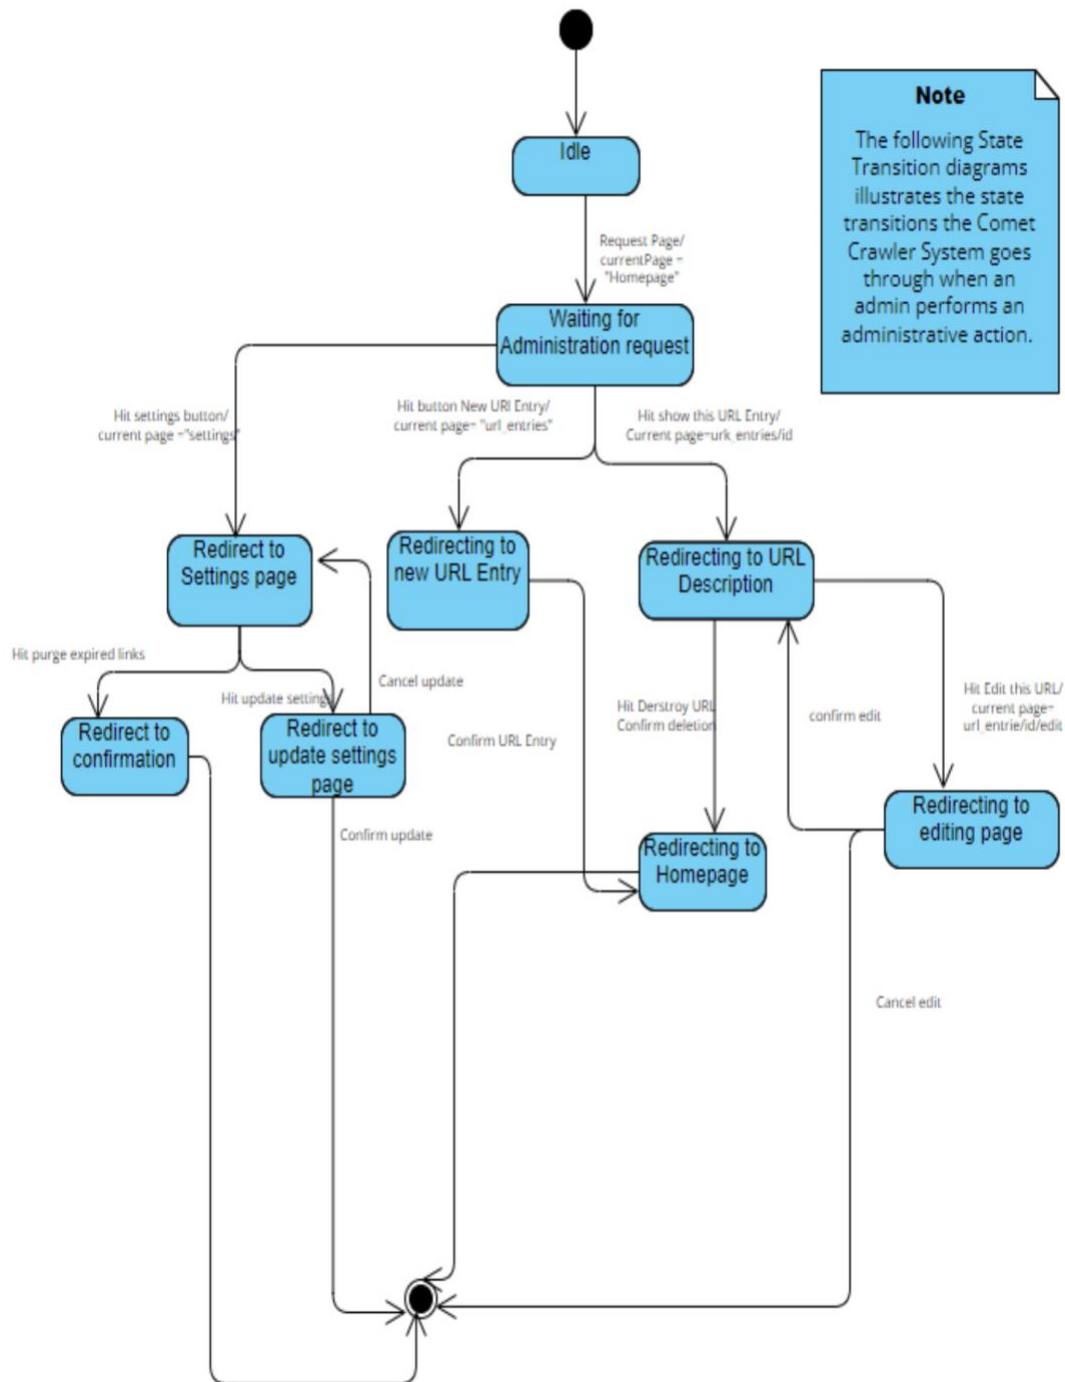 Note
The following State
Transition diagrams
illustrates the state
transitions the Comet
Crawler System goes
through when an
admin performs an
administrative action.
Idle
Request Page/
currentPage =
"Homepage"
Waiting for
Administration request
Hit settings button/
current page ="settings"
Hit button New URl Entry/
current page= "url_entries"
Hit show this URL Entry/
Current page=urk_entries/id
Redirect to
Settings page
Redirecting to
new URL Entry
Redirecting to URL
Description
Hit purge expired links
Hit update settings
Cancel update
Confirm URL Entry
Hit Derstroy URL
Confirm deletion
confirm edit
Hit Edit this URL/
current page=
url_entrie/id/edit
Redirect to
confirmation
Redirect to
update settings
page
Confirm update
Redirecting to
Homepage
Redirecting to
editing page
Cancel edit